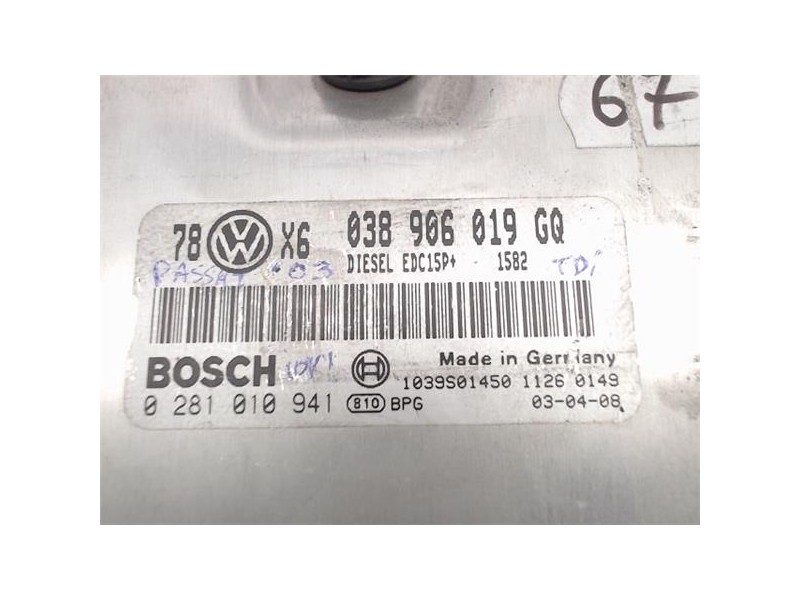 67
78 VW X6 038 906 019 GQ
DIESEL EDC15P+ - 1582 TDi
PASSAT '03
BOSCH Made in Germany
1039S01450 1126 0149
0 281 010 941 810 BPG 03-04-08